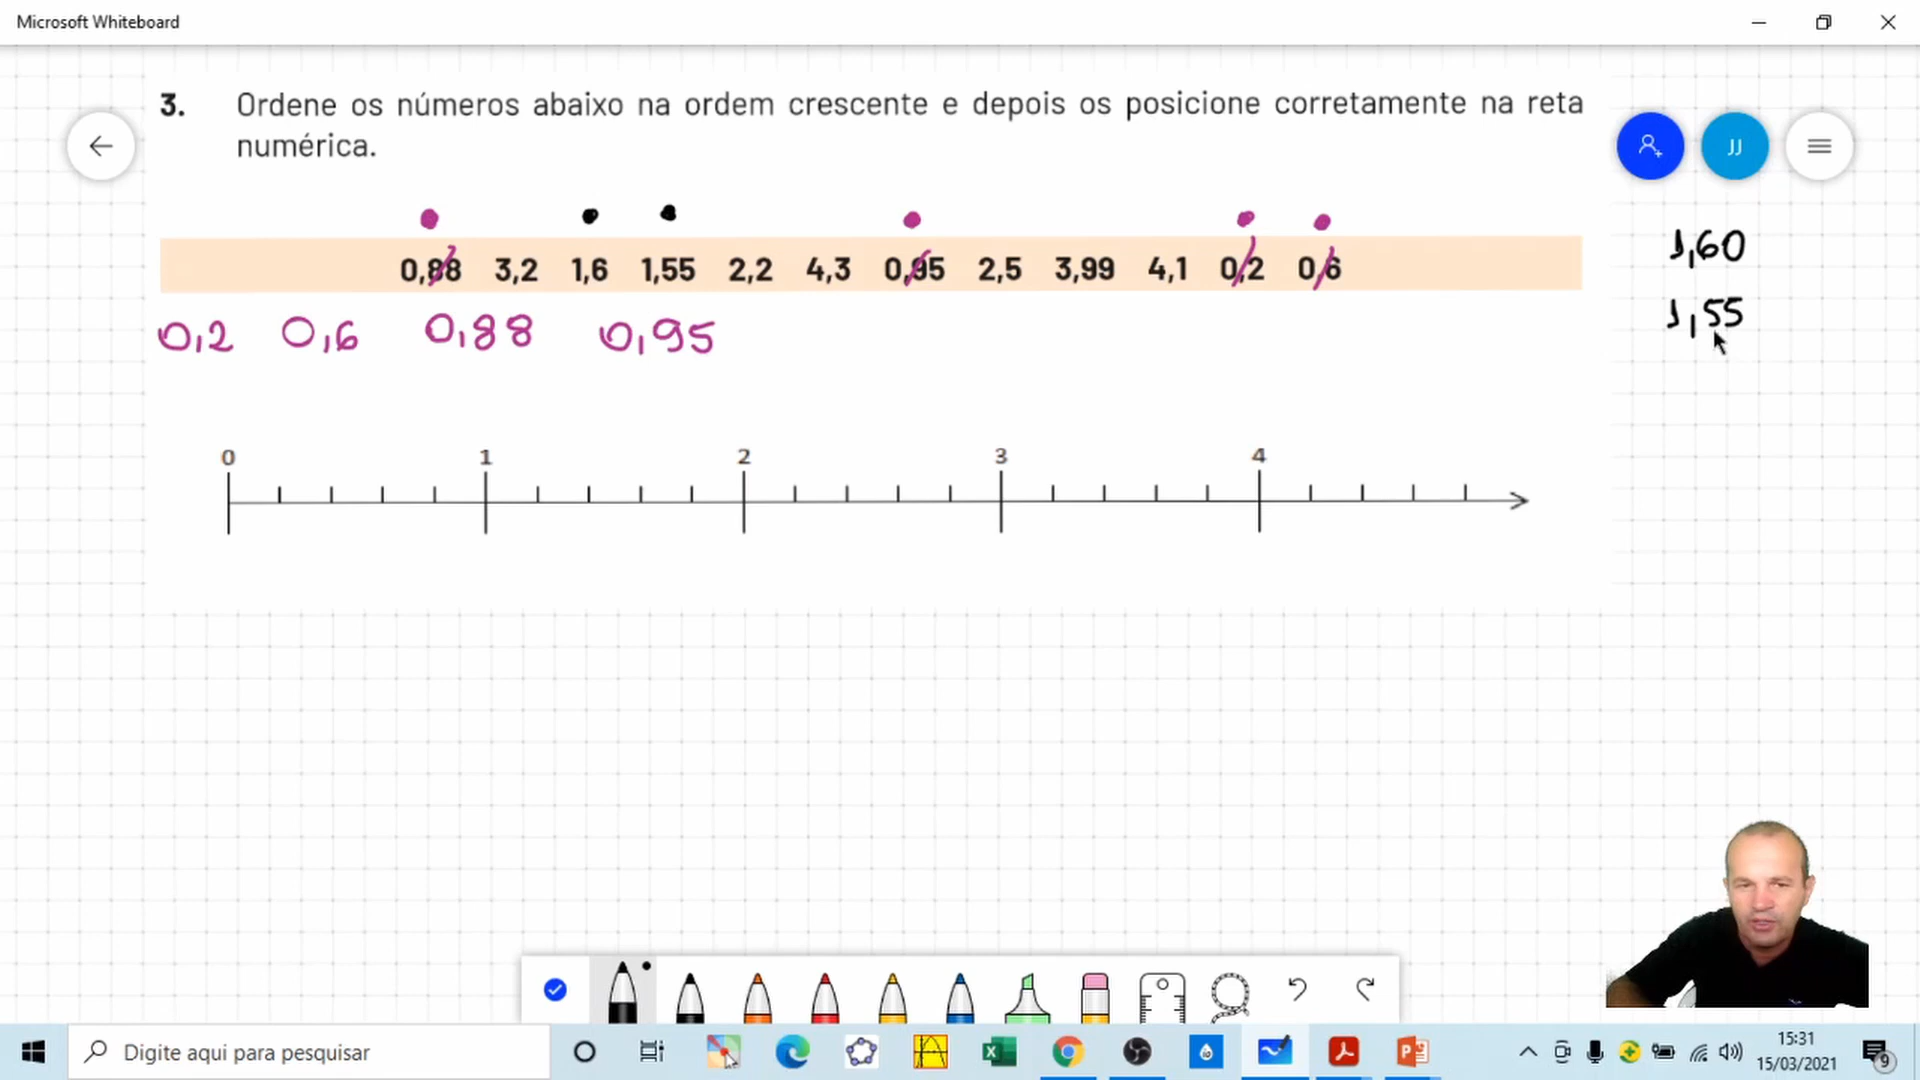 Microsoft Whiteboard
3. Ordene os números abaixo na ordem crescente e depois os posicione corretamente na reta
numérica.
JJ
0,88 3,2 1,6 1,55 2,2 4,3 0,95 2,5 3,99 4,1 0,2 0,6
1,60
1,55
0,2 0,6 0,88 0,95
0 1 2 3 4
Digite aqui para pesquisar
15:31
15/03/2021
9